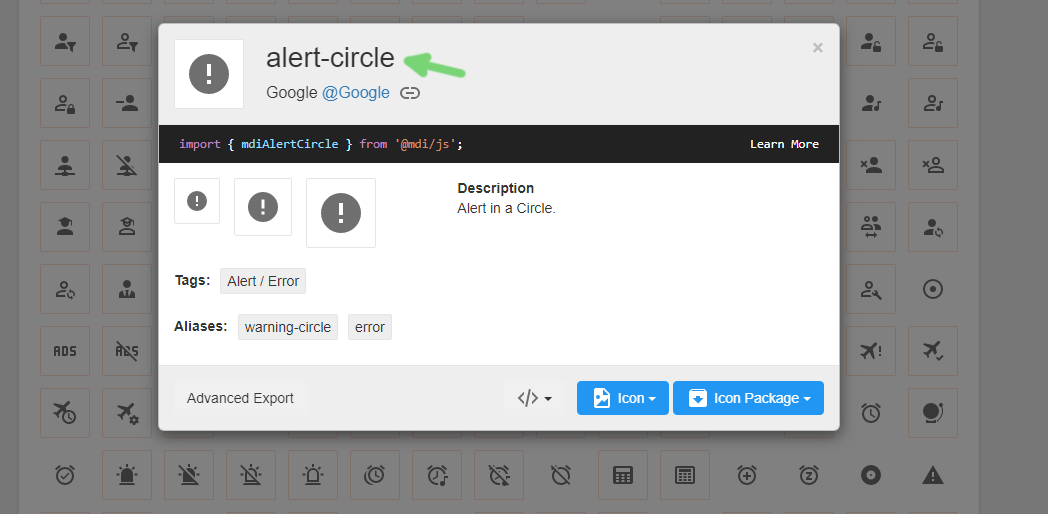 alert-circle
×
Google @Google
import { mdiAlertCircle } from '@mdi/js';
Learn More
Description
Alert in a Circle.
Tags: Alert / Error
Aliases: warning-circle error
ADS
ADS
Advanced Export
</>
Icon
Icon Package